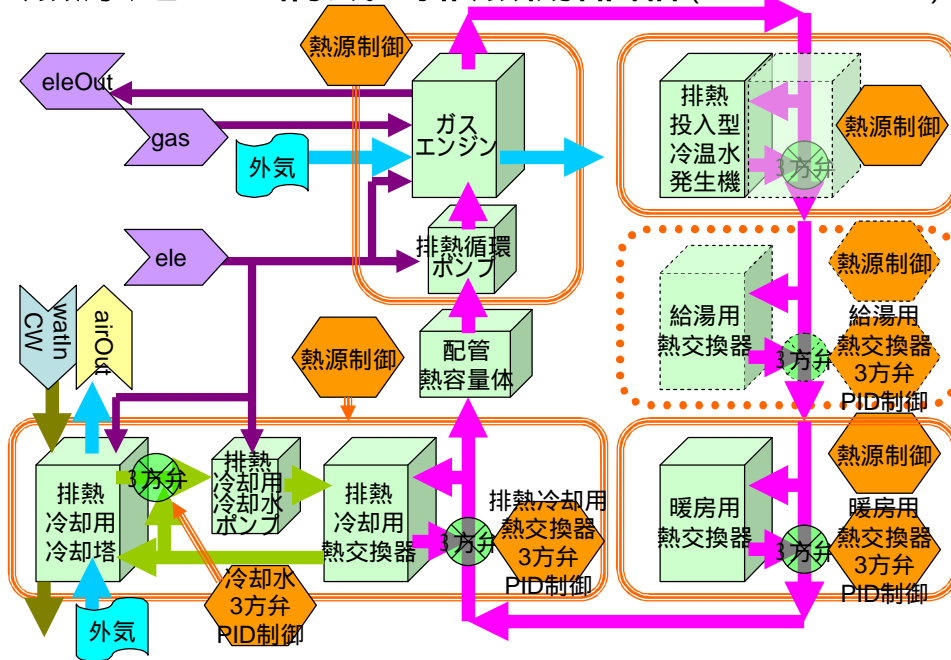 eleOut
gas
外気
熱源制御
ガス
エンジン
排熱
投入型
冷温水
発生機
3方弁
熱源制御
ele
排熱循環
ポンプ
熱源制御
給湯用
熱交換器
3方弁
給湯用
熱交換器
3方弁
PID制御
watIn
CW
airOut
熱源制御
配管
熱容量体
排熱
冷却用
冷却塔
3方弁
排熱
冷却用
冷却水
ポンプ
排熱
冷却用
熱交換器
3方弁
排熱冷却用
熱交換器
3方弁
PID制御
熱源制御
暖房用
熱交換器
3方弁
暖房用
熱交換器
3方弁
PID制御
外気
冷却水
3方弁
PID制御